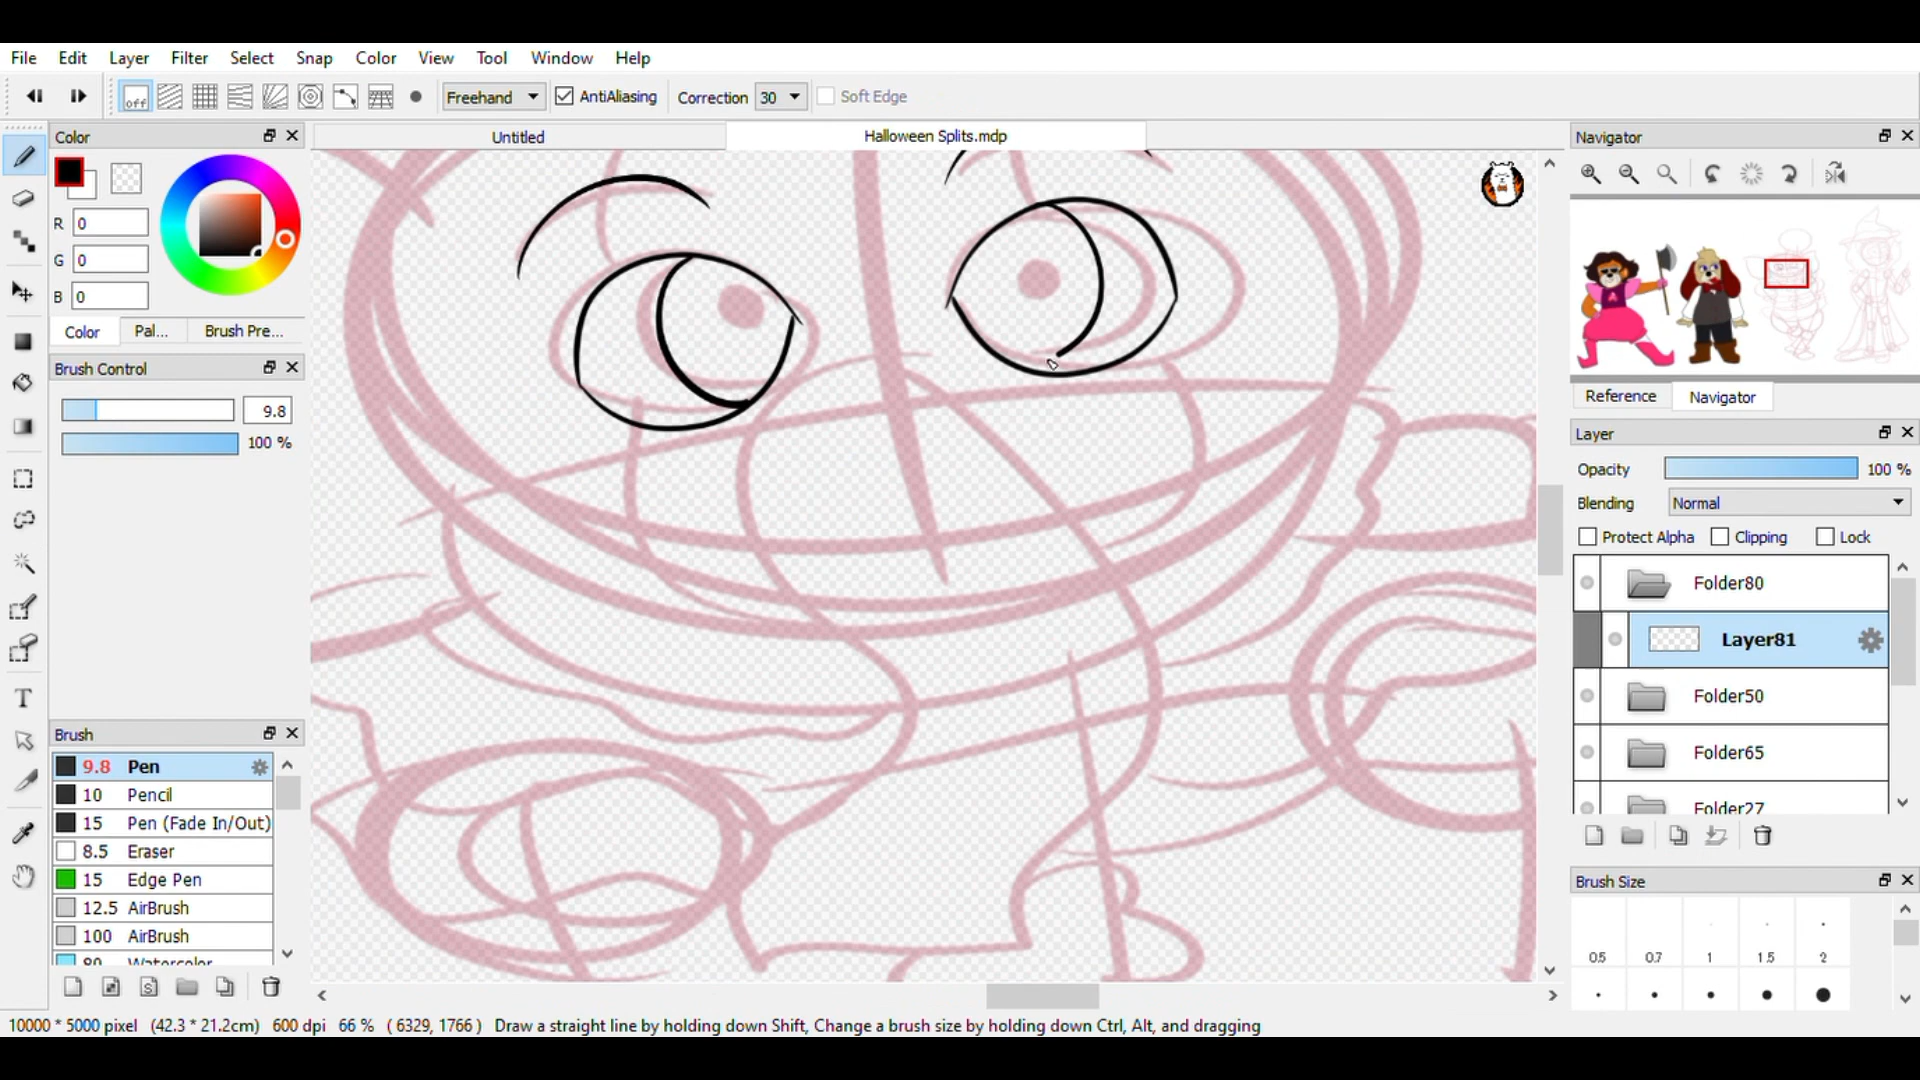 File Edit Layer Filter Select Snap Color View Tool Window Help
off Freehand AntiAliasing Correction 30 Soft Edge
Color
Untitled
Halloween Splits.mdp
Navigator
R 0
G 0
B 0
Color Pal... Brush Pre...
Brush Control
9.8
100 %
Reference Navigator
Layer
Opacity 100 %
Blending Normal
Protect Alpha Clipping Lock
Folder80
Layer81
Folder50
Folder65
Folder27
Brush
9.8 Pen
10 Pencil
15 Pen (Fade In/Out)
8.5 Eraser
15 Edge Pen
12.5 AirBrush
100 AirBrush
80 Watercolor
Brush Size
0.5 0.7 1 1.5 2
10000 * 5000 pixel (42.3 * 21.2cm) 600 dpi 66 % ( 6329, 1766 ) Draw a straight line by holding down Shift, Change a brush size by holding down Ctrl, Alt, and dragging